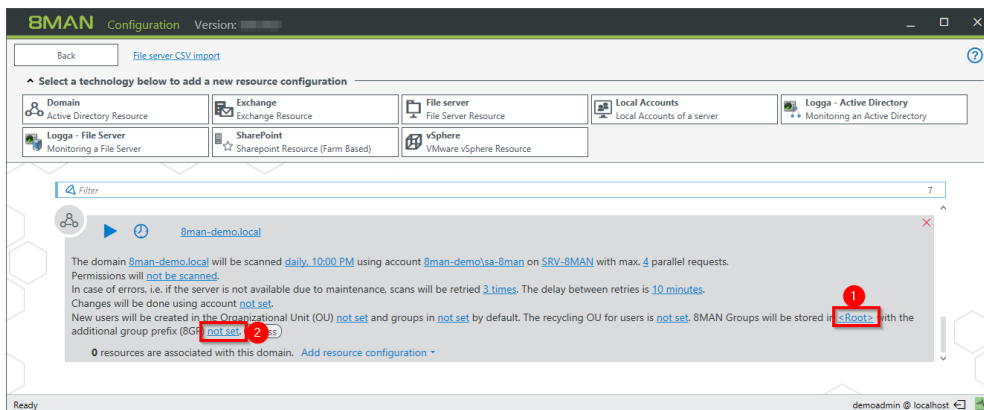 8MAN Configuration Version:
Back File server CSV import
Select a technology below to add a new resource configuration
Domain
Active Directory Resource
Exchange
Exchange Resource
File server
File Server Resource
Local Accounts
Local Accounts of a server
Logga - Active Directory
Monitoring an Active Directory
Logga - File Server
Monitoring a File Server
SharePoint
Sharepoint Resource (Farm Based)
vSphere
VMware vSphere Resource
Filter 7
8man-demo.local
The domain 8man-demo.local will be scanned daily, 10:00 PM using account 8man-demo\sa-8man on SRV-8MAN with max. 4 parallel requests.
Permissions will not be scanned.
In case of errors, i.e. if the server is not available due to maintenance, scans will be retried 3 times. The delay between retries is 10 minutes.
1
Changes will be done using account not set.
New users will be created in the Organizational Unit (OU) not set and groups in not set by default. The recycling OU for users is not set. 8MAN Groups will be stored in <Root> with the
additional group prefix (8GP) not set. 2
0 resources are associated with this domain. Add resource configuration
Ready demoadmin @ localhost